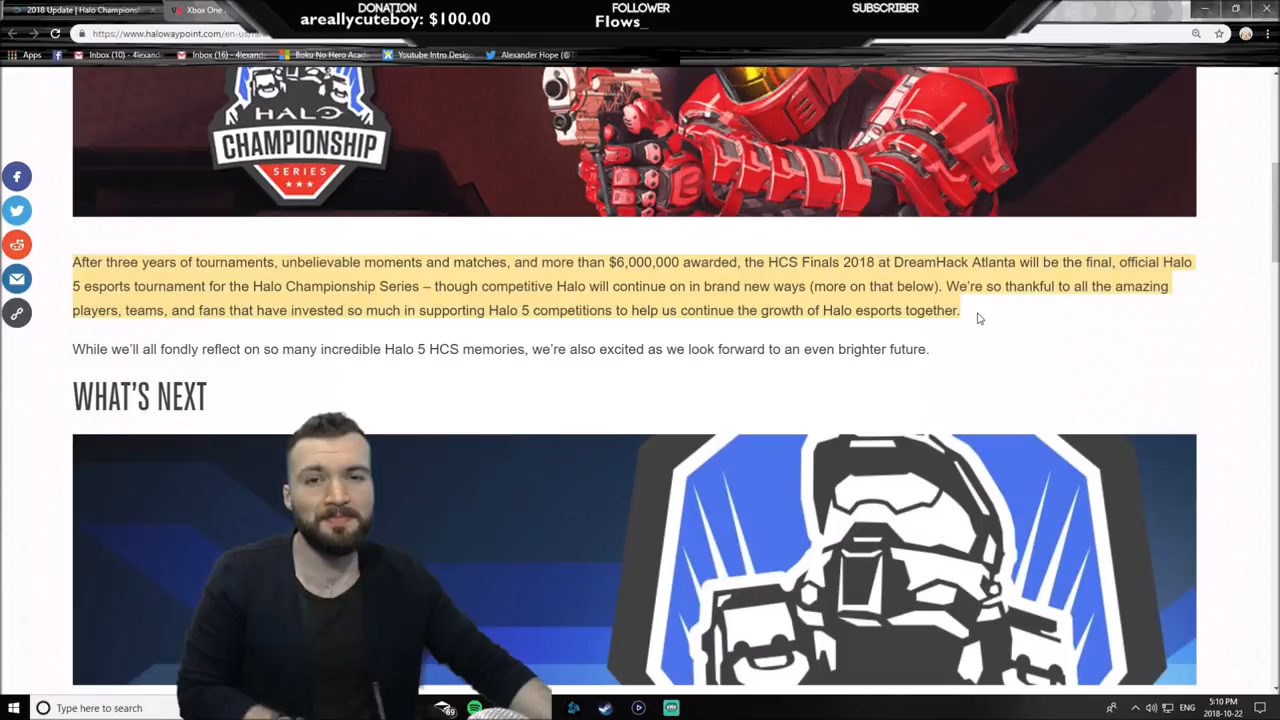 DONATION
FOLLOWER
SUBSCRIBER
areallycuteboy: $100.00
Flows_
2018 Update | Halo Champions
Xbox One
https://www.halowaypoint.com/en-us/
Apps
Inbox (10) - 4lexand
Inbox (16) - 4lexand
Boku No Hero Acad
Youtube Intro Desig
Alexander Hope (@
HALO
CHAMPIONSHIP
SERIES
After three years of tournaments, unbelievable moments and matches, and more than $6,000,000 awarded, the HCS Finals 2018 at DreamHack Atlanta will be the final, official Halo
5 esports tournament for the Halo Championship Series – though competitive Halo will continue on in brand new ways (more on that below). We're so thankful to all the amazing
players, teams, and fans that have invested so much in supporting Halo 5 competitions to help us continue the growth of Halo esports together.
While we'll all fondly reflect on so many incredible Halo 5 HCS memories, we're also excited as we look forward to an even brighter future.
WHAT'S NEXT
Type here to search
69
ENG
5:10 PM
2018-10-22